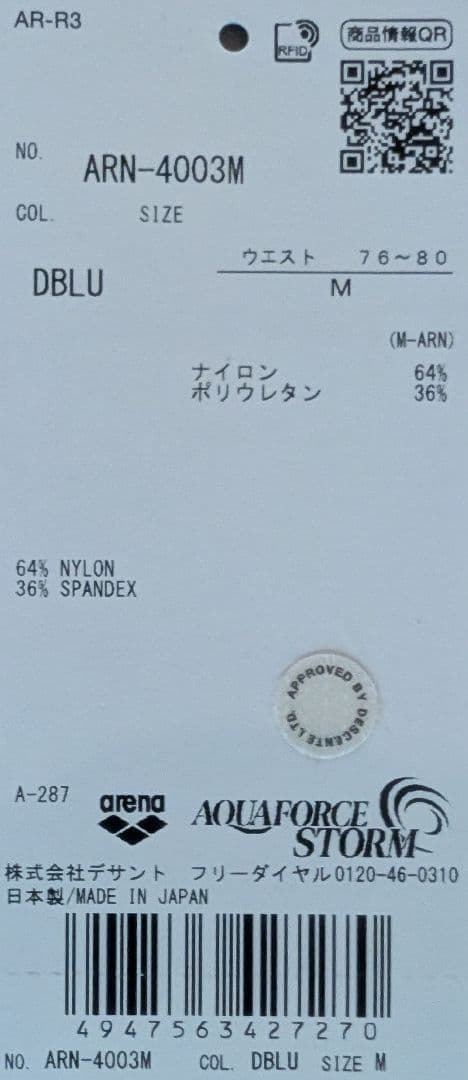 AR-R3
RFID
商品情報QR
NO.
ARN-4003M
COL. SIZE
ウエスト 76～80
DBLU M
(M-ARN)
ナイロン 64%
ポリウレタン 36%
64% NYLON
36% SPANDEX
APPROVED BY DESCENTE LTD.
A-287
arena
AQUAFORCE
STORM
株式会社デサント フリーダイヤル0120-46-0310
日本製/MADE IN JAPAN
4947563427270
NO. ARN-4003M COL. DBLU SIZE M